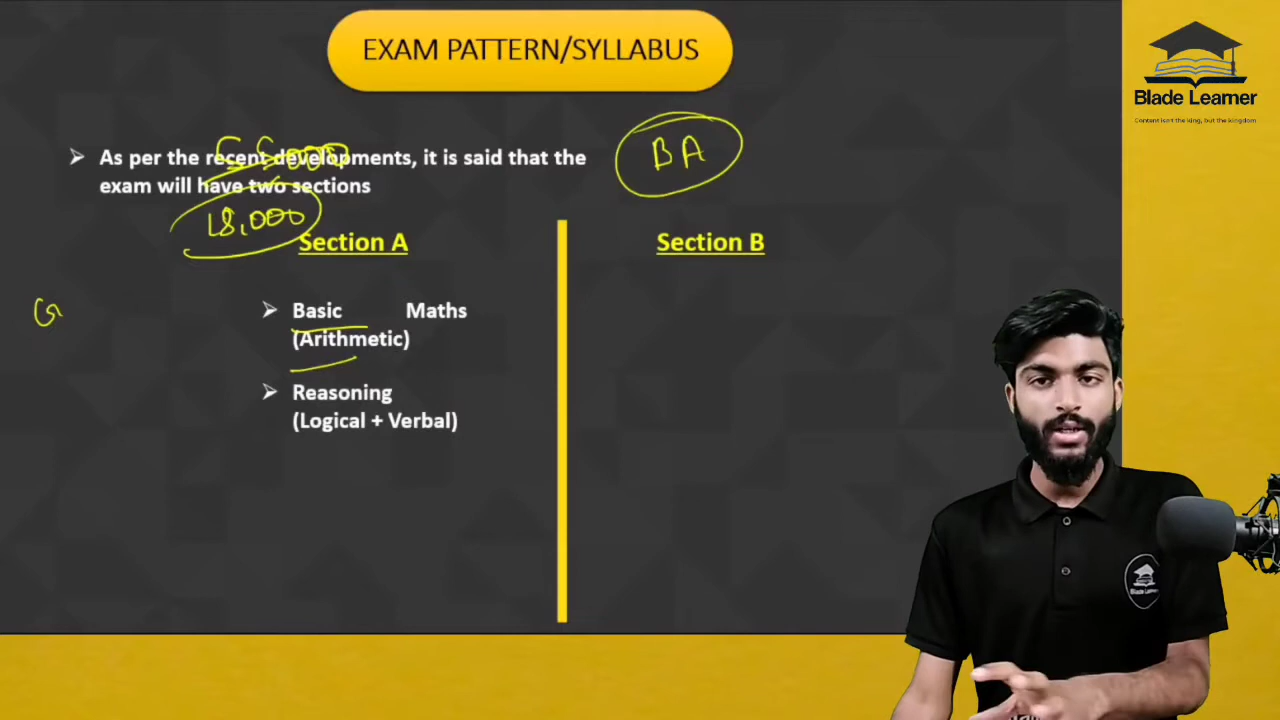 EXAM PATTERN/SYLLABUS
Blade Learner
Content isn't the king, but the kingdom
As per the recent developments, it is said that the
exam will have two sections
BA
18,000
Section A
Basic Maths
(Arithmetic)
Reasoning
(Logical + Verbal)
Section B
Blade Learner